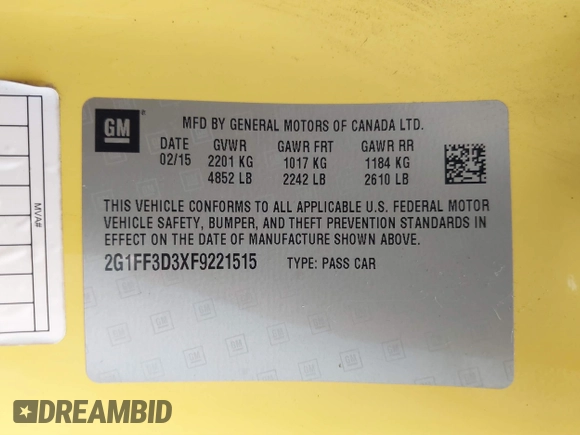 GM
MFD BY GENERAL MOTORS OF CANADA LTD.
DATE GVWR GAWR FRT GAWR RR
02/15 2201 KG 1017 KG 1184 KG
4852 LB 2242 LB 2610 LB
THIS VEHICLE CONFORMS TO ALL APPLICABLE U.S. FEDERAL MOTOR
VEHICLE SAFETY, BUMPER, AND THEFT PREVENTION STANDARDS IN
EFFECT ON THE DATE OF MANUFACTURE SHOWN ABOVE.
2G1FF3D3XF9221515 TYPE: PASS CAR
MVA#
DREAMBID